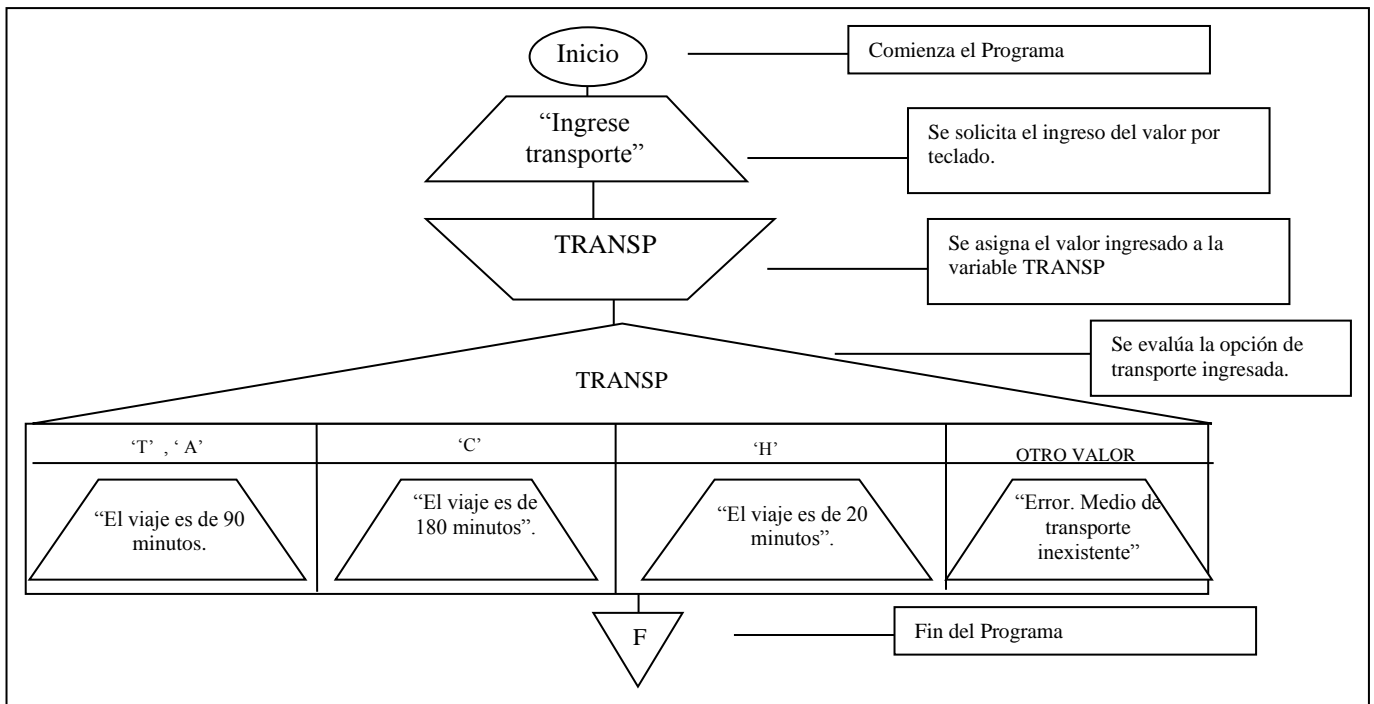 Inicio
Comienza el Programa
“Ingrese
transporte”
Se solicita el ingreso del valor por
teclado.
TRANSP
Se asigna el valor ingresado a la
variable TRANSP
Se evalúa la opción de
transporte ingresada.
TRANSP
‘T’ , ‘ A’
‘C’
‘H’
OTRO VALOR
“El viaje es de 90
minutos.
“El viaje es de
180 minutos”.
“El viaje es de 20
minutos”.
“Error. Medio de
transporte
inexistente”
F
Fin del Programa